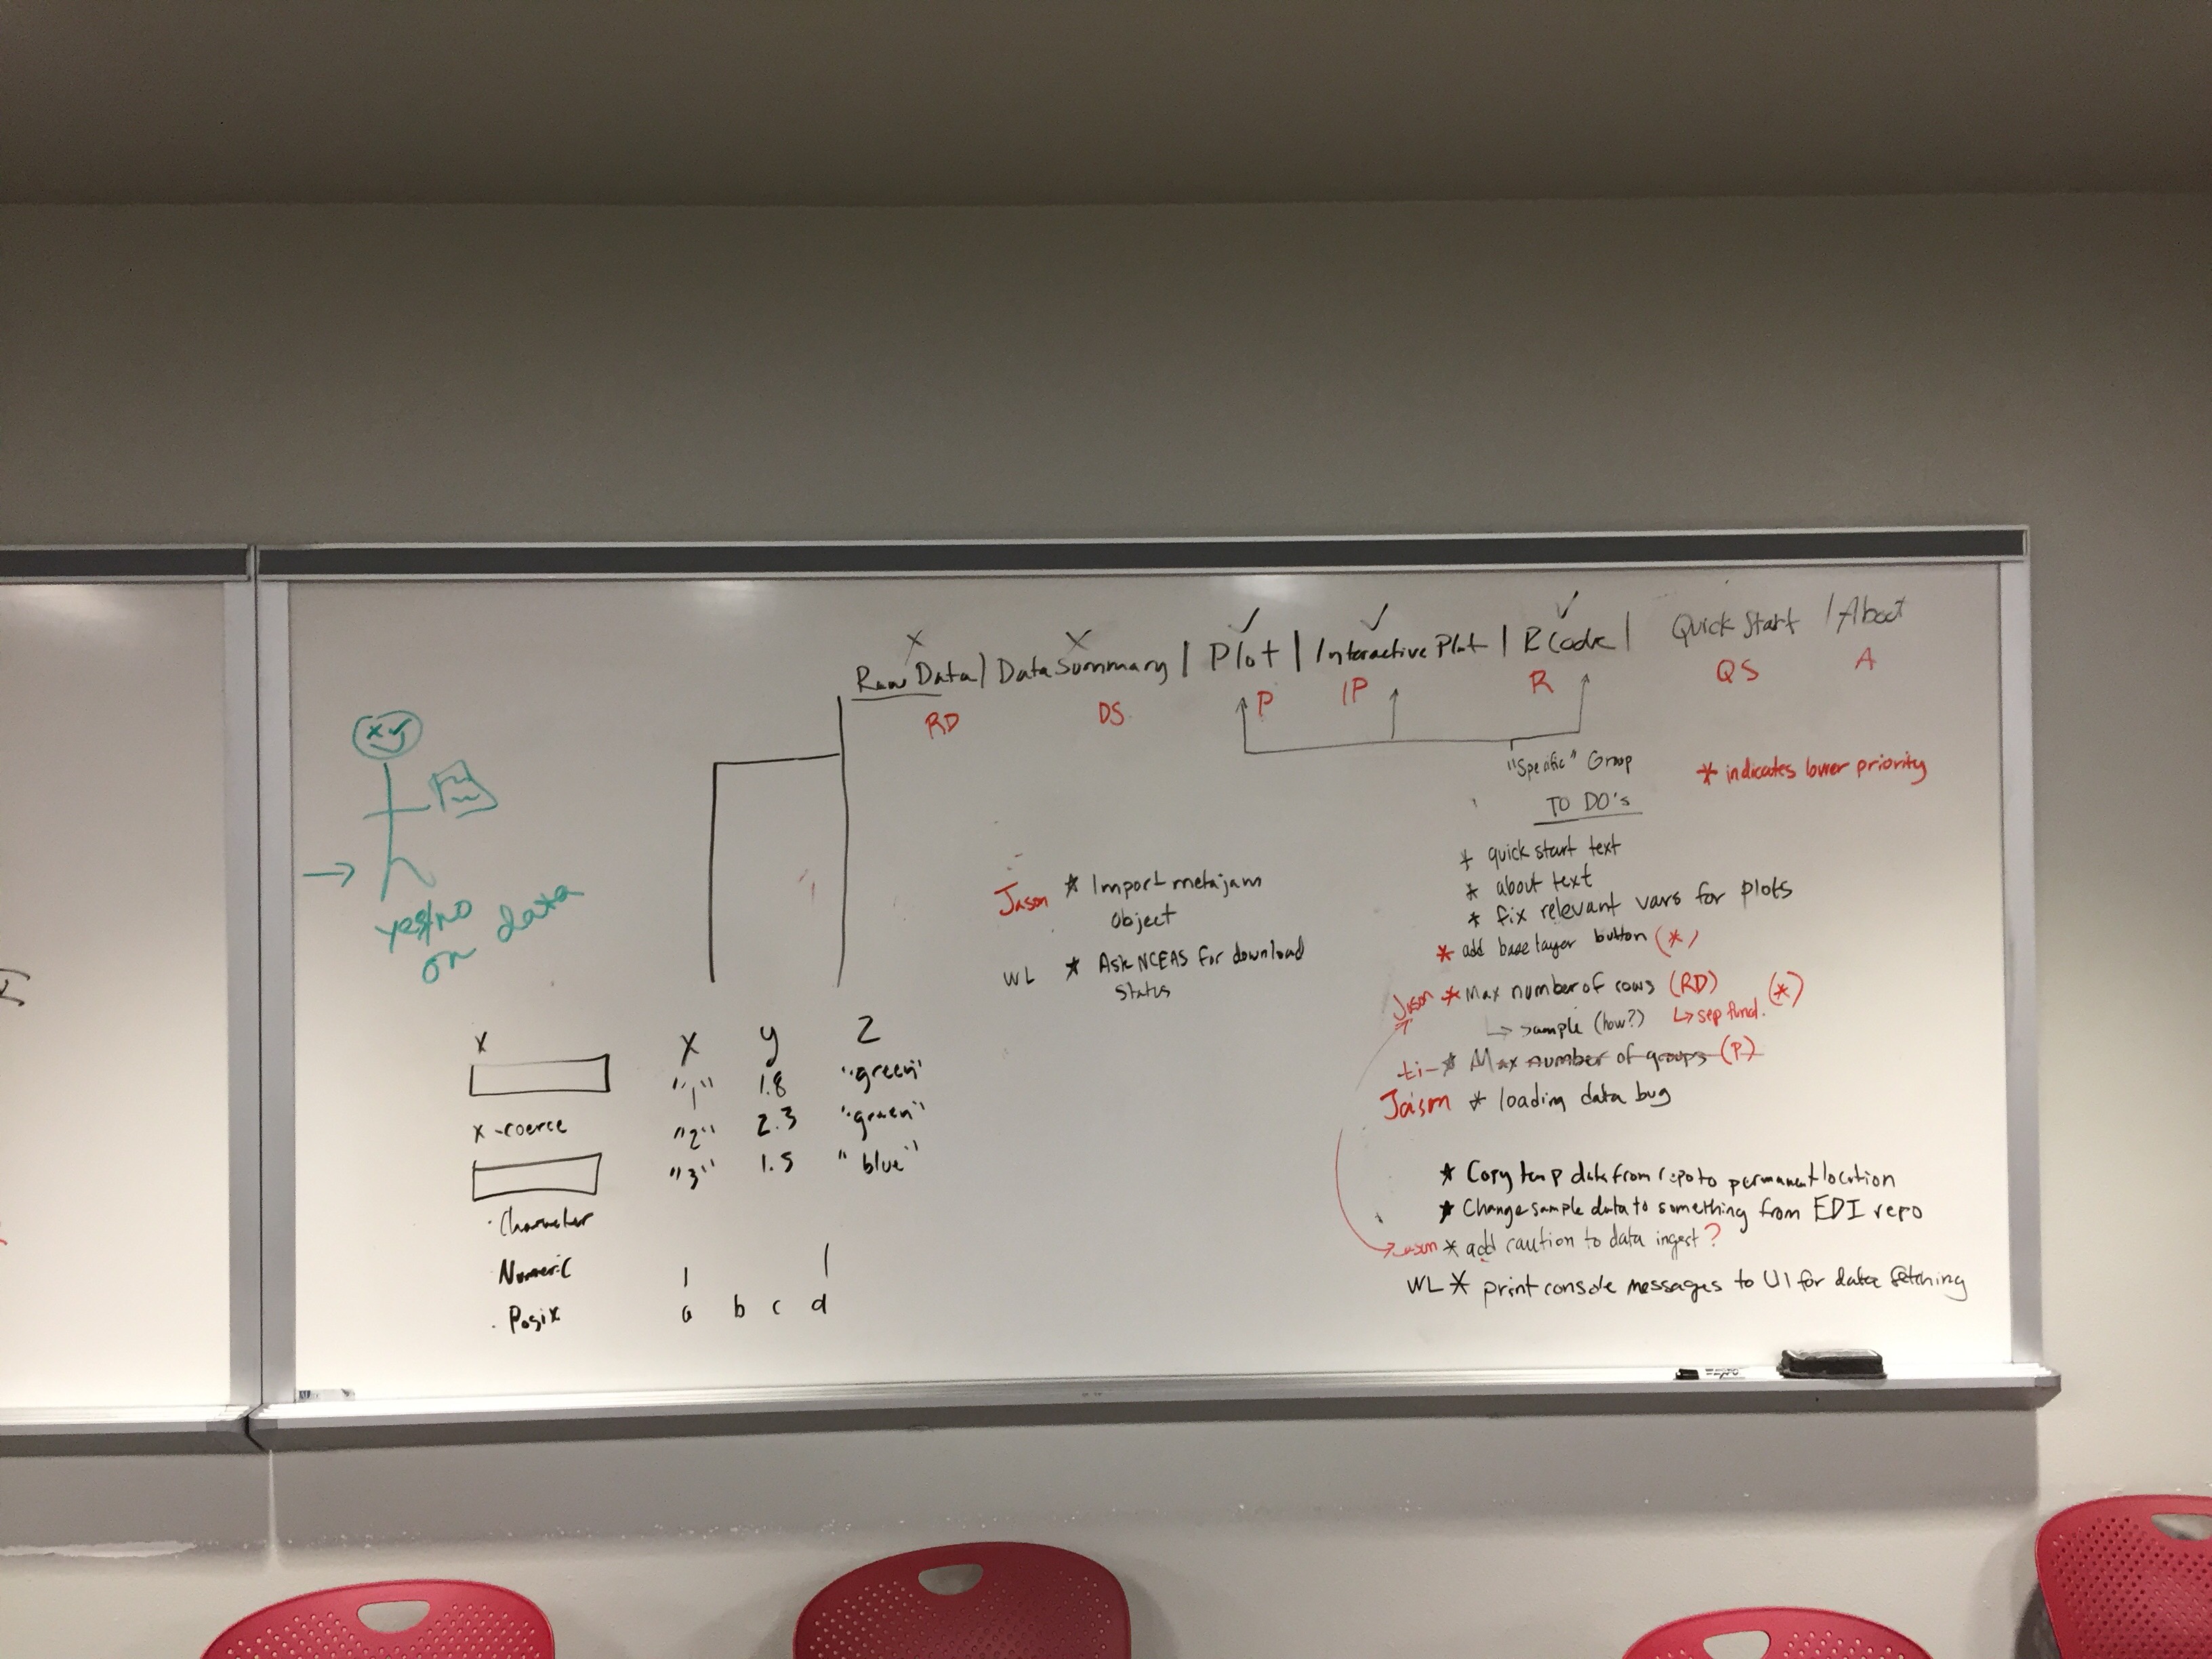 X X ✓ ✓ ✓
Raw Data | Data Summary | Plot | Interactive Plot | R Code | Quick Start | About
RD DS P IP R QS A
"Specific" Group
* indicates lower priority
yes/no
on data
Jason * Import metajam
Object
WL * Ask NCEAS for download
Status
TO DO's
* quick start text
* about text
* fix relevant vars for plots
* add base layer button (*)
Jason * Max number of rows (RD)
↳ sample (how?) ↳ sep fund. (*)
ti- * Max number of groups (P)
Jason * loading data bug
* Copy temp data from repo to permanent location
* Change sample data to something from EDI repo
Jason * add caution to data ingest?
WL * print console messages to UI for data fetching
X
X-coerce
· Character
Numeric
· Posix
X y Z
"1" 1.8 "green"
"2" 2.3 "green"
"3" 1.5 "blue"
| |
a b c d